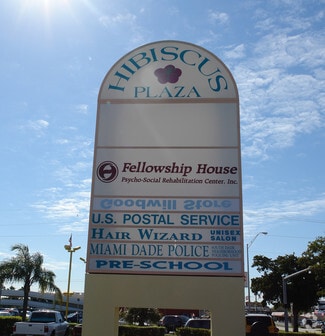 HIBISCUS
PLAZA
Fellowship House
Psycho-Social Rehabilitation Center, Inc.
Goodwill Store
U.S. POSTAL SERVICE
HAIR WIZARD UNISEX SALON
MIAMI DADE POLICE
PRE-SCHOOL